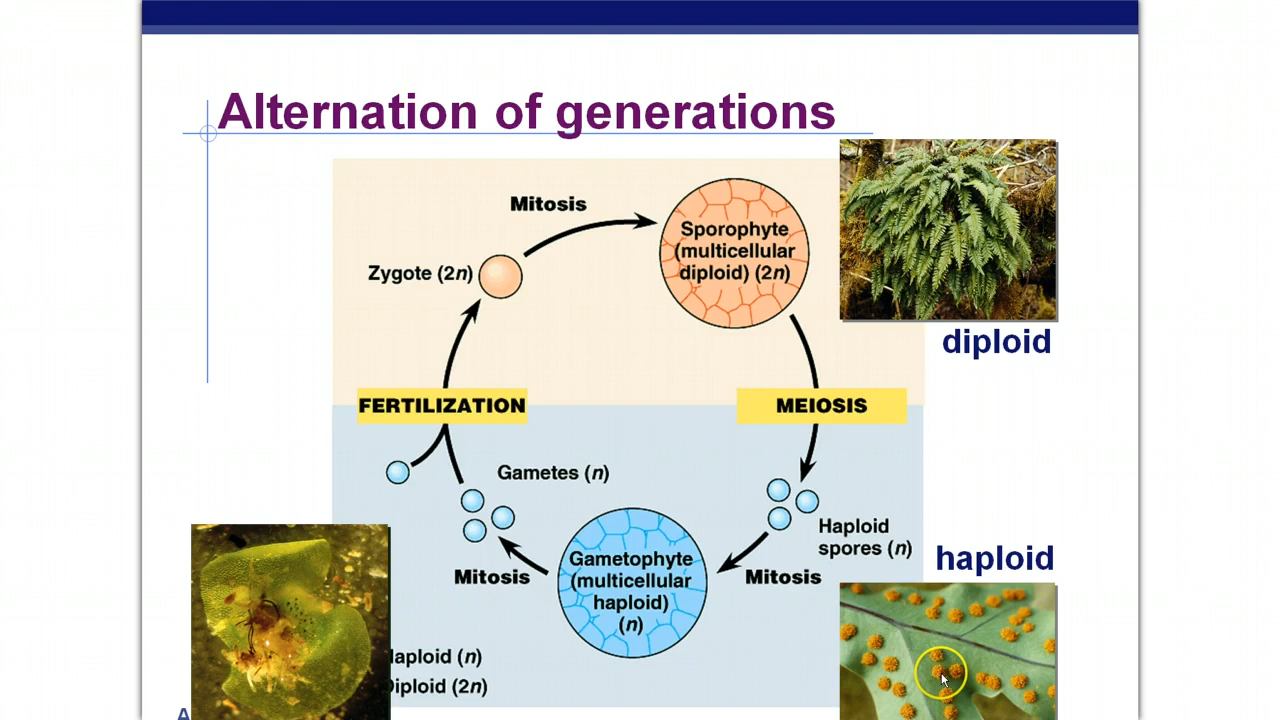 Alternation of generations
Mitosis
Sporophyte
(multicellular
diploid) (2n)
Zygote (2n)
diploid
FERTILIZATION
MEIOSIS
Gametes (n)
Haploid
spores (n)
haploid
Gametophyte
(multicellular
haploid)
(n)
Mitosis
Mitosis
Haploid (n)
Diploid (2n)
A